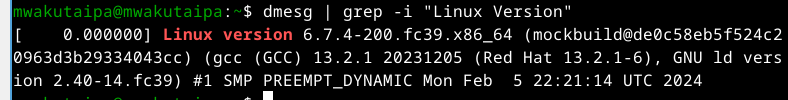 mwakutaipa@mwakutaipa:~$ dmesg | grep -i "Linux Version"
[    0.000000] Linux version 6.7.4-200.fc39.x86_64 (mockbuild@de0c58eb5f524c2
0963d3b29334043cc) (gcc (GCC) 13.2.1 20231205 (Red Hat 13.2.1-6), GNU ld vers
ion 2.40-14.fc39) #1 SMP PREEMPT_DYNAMIC Mon Feb  5 22:21:14 UTC 2024
mwakutaipa@mwakutaipa:~$